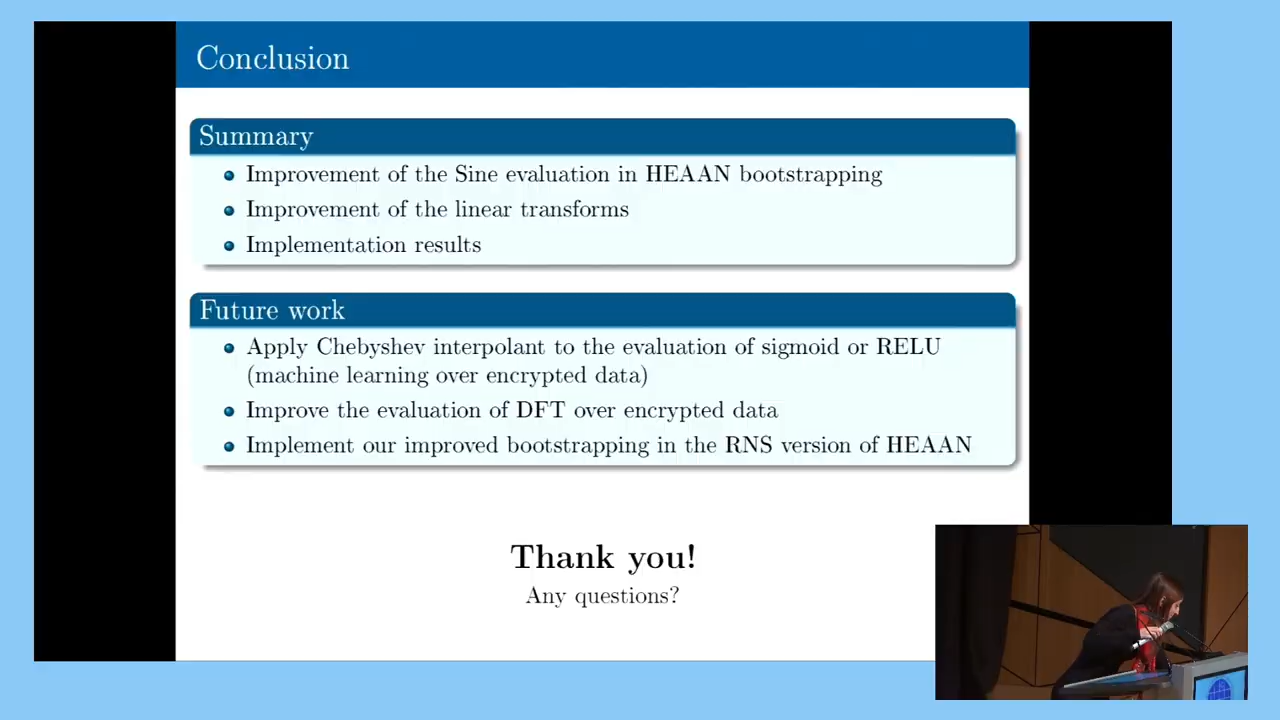 Conclusion
Summary
Improvement of the Sine evaluation in HEAAN bootstrapping
Improvement of the linear transforms
Implementation results
Future work
Apply Chebyshev interpolant to the evaluation of sigmoid or RELU
(machine learning over encrypted data)
Improve the evaluation of DFT over encrypted data
Implement our improved bootstrapping in the RNS version of HEAAN
Thank you!
Any questions?